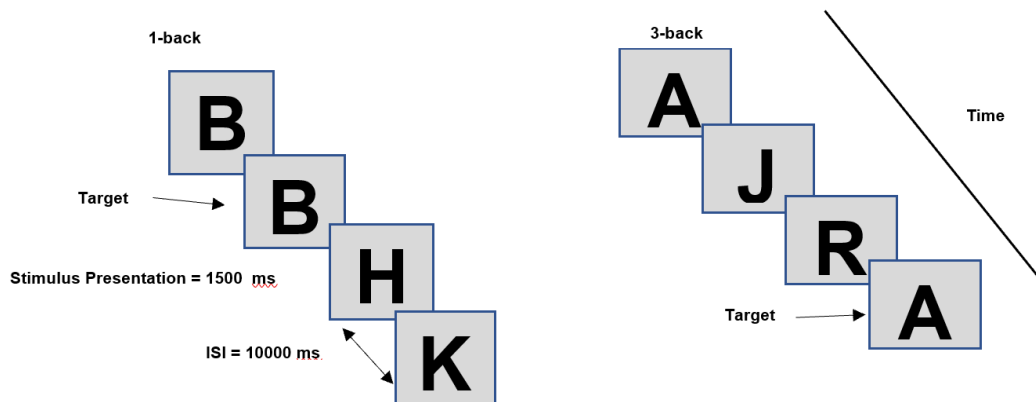 1-back
B
Target
B
H
Stimulus Presentation = 1500 ms
ISI = 10000 ms
K
3-back
A
J
R
Target
A
Time